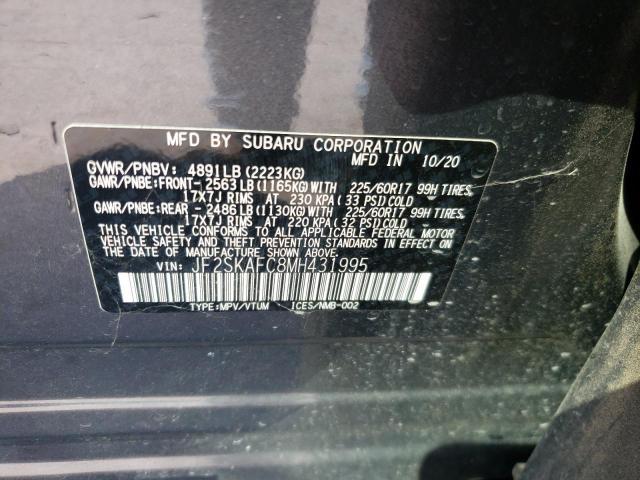 MFD BY SUBARU CORPORATION
GVWR/PNBV: 4891LB (2223KG) MFD IN 10/20
GAWR/PNBE:FRONT-2563LB(1165KG)WITH 225/60R17 99H TIRES
17X7J RIMS AT 230 KPA(33 PSI)COLD
GAWR/PNBE:REAR -2486LB(1130KG)WITH 225/60R17 99H TIRES
17X7J RIMS AT 220 KPA(32 PSI)COLD
THIS VEHICLE CONFORMS TO ALL APPLICABLE FEDERAL MOTOR
VEHICLE SAFETY, BUMPER, AND THEFT PREVENTION
STANDARDS IN EFFECT ON THE
DATE OF MANUFACTURE SHOWN ABOVE.
VIN: JF2SKAFC8MH431995
TYPE:MPV/VTUM ICES/NMB-002